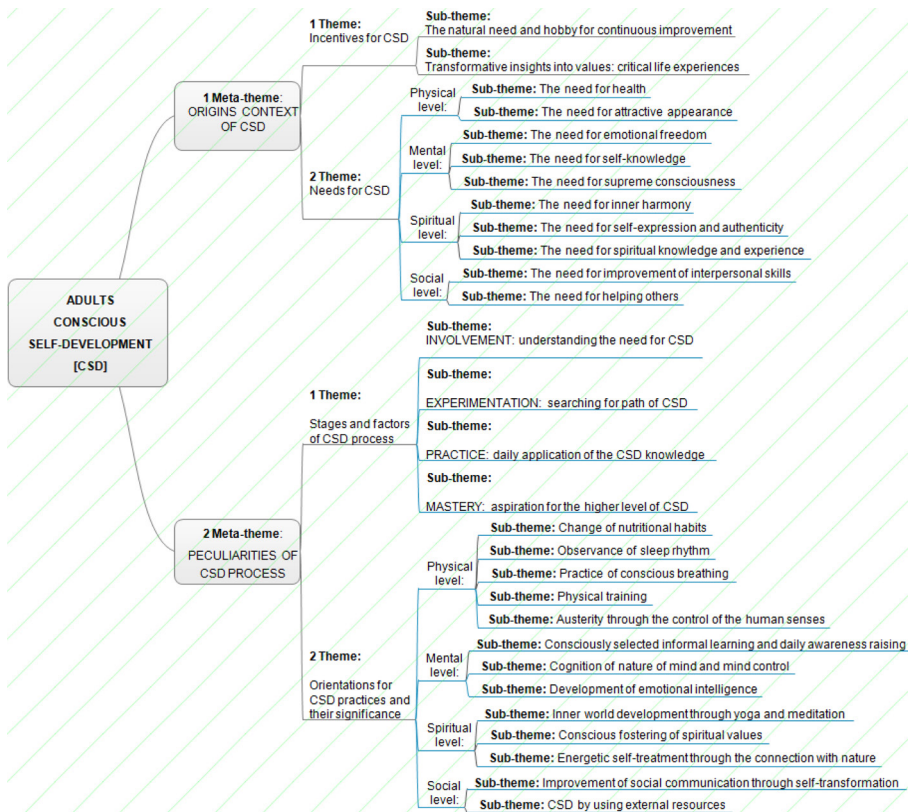 ADULTS
CONSCIOUS
SELF-DEVELOPMENT
[CSD]
1 Meta-theme:
ORIGINS CONTEXT
OF CSD
1 Theme:
Incentives for CSD
Sub-theme:
The natural need and hobby for continuous improvement
Sub-theme:
Transformative insights into values: critical life experiences
2 Theme:
Needs for CSD
Physical
level:
Sub-theme: The need for health
Sub-theme: The need for attractive appearance
Mental
level:
Sub-theme: The need for emotional freedom
Sub-theme: The need for self-knowledge
Sub-theme: The need for supreme consciousness
Spiritual
level:
Sub-theme: The need for inner harmony
Sub-theme: The need for self-expression and authenticity
Sub-theme: The need for spiritual knowledge and experience
Social
level:
Sub-theme: The need for improvement of interpersonal skills
Sub-theme: The need for helping others
2 Meta-theme:
PECULIARITIES OF
CSD PROCESS
1 Theme:
Stages and factors
of CSD process
Sub-theme:
INVOLVEMENT: understanding the need for CSD
Sub-theme:
EXPERIMENTATION: searching for path of CSD
Sub-theme:
PRACTICE: daily application of the CSD knowledge
Sub-theme:
MASTERY: aspiration for the higher level of CSD
2 Theme:
Orientations for
CSD practices and
their significance
Physical
level:
Sub-theme: Change of nutritional habits
Sub-theme: Observance of sleep rhythm
Sub-theme: Practice of conscious breathing
Sub-theme: Physical training
Sub-theme: Austerity through the control of the human senses
Mental
level:
Sub-theme: Consciously selected informal learning and daily awareness raising
Sub-theme: Cognition of nature of mind and mind control
Sub-theme: Development of emotional intelligence
Spiritual
level:
Sub-theme: Inner world development through yoga and meditation
Sub-theme: Conscious fostering of spiritual values
Sub-theme: Energetic self-treatment through the connection with nature
Social
level:
Sub-theme: Improvement of social communication through self-transformation
Sub-theme: CSD by using external resources